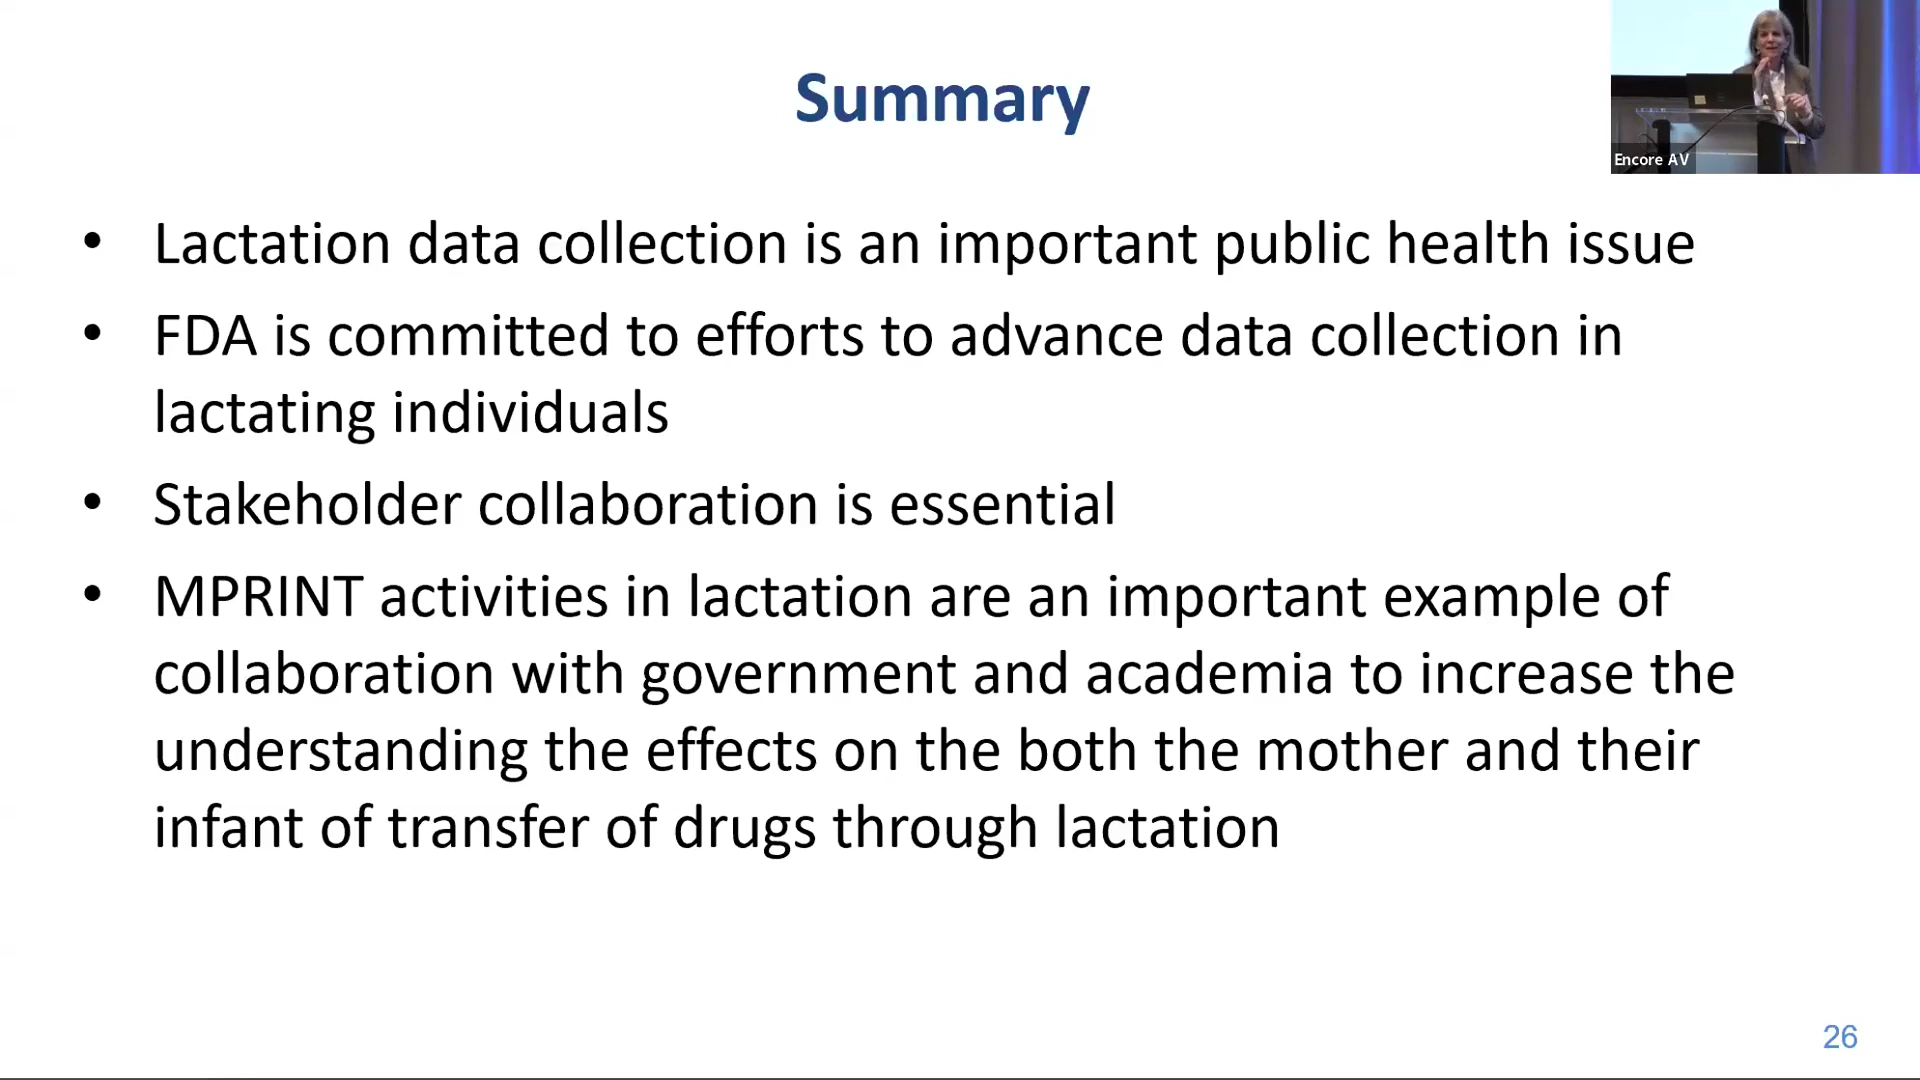 Summary
Encore AV
• Lactation data collection is an important public health issue
• FDA is committed to efforts to advance data collection in
lactating individuals
• Stakeholder collaboration is essential
• MPRINT activities in lactation are an important example of
collaboration with government and academia to increase the
understanding the effects on the both the mother and their
infant of transfer of drugs through lactation
26